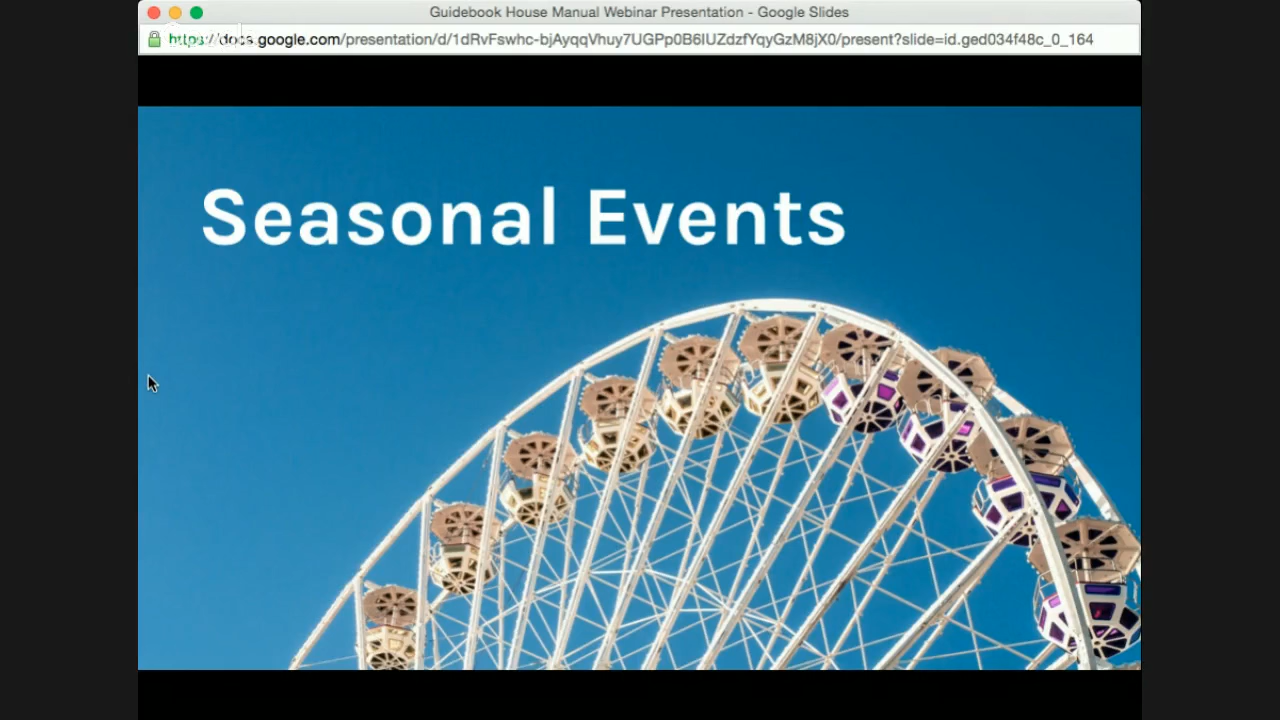 Guidebook House Manual Webinar Presentation - Google Slides
https://docs.google.com/presentation/d/1dRvFswhc-bjAyqqVhuy7UGPp0B6IUZdzfYqyGzM8jX0/present?slide=id.ged034f48c_0_164
Seasonal Events